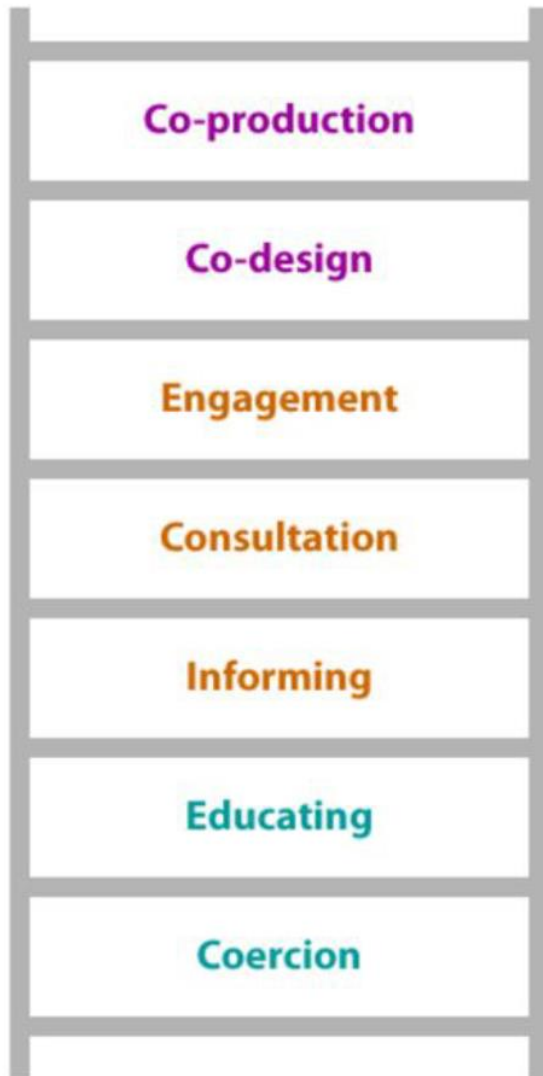 Co-production
Co-design
Engagement
Consultation
Informing
Educating
Coercion